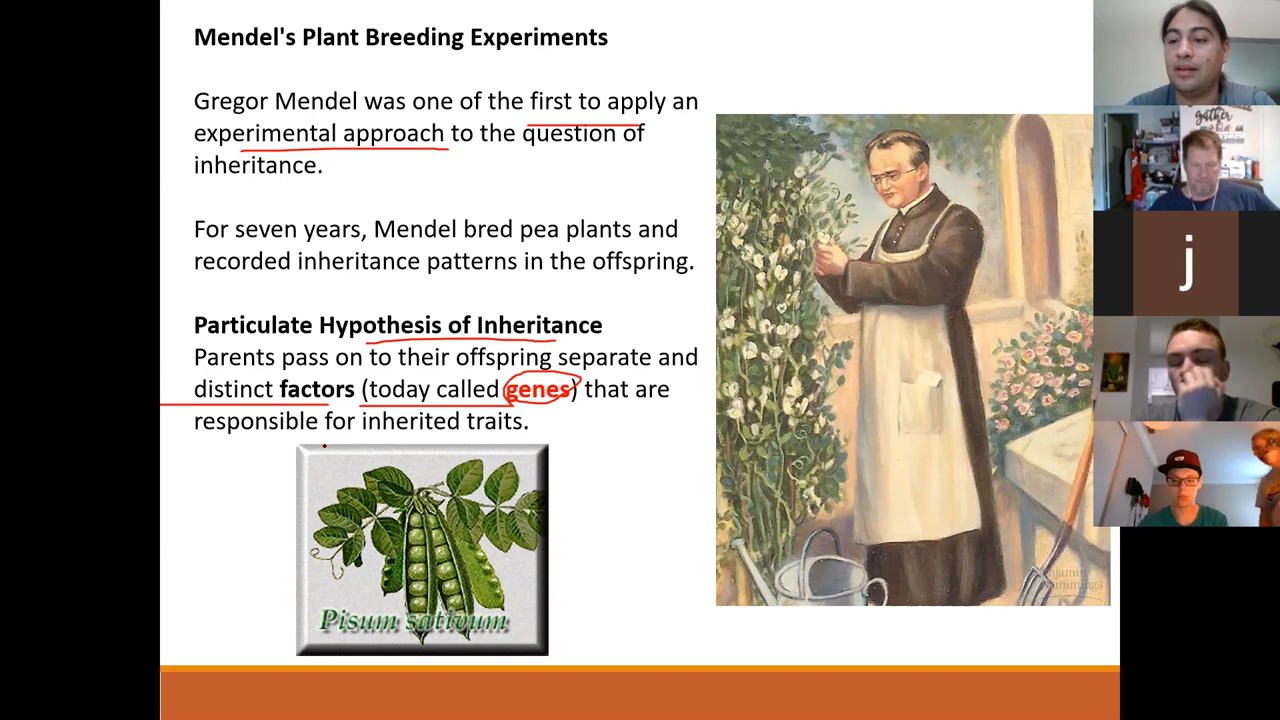 Mendel's Plant Breeding Experiments
Gregor Mendel was one of the first to apply an
experimental approach to the question of
inheritance.
For seven years, Mendel bred pea plants and
recorded inheritance patterns in the offspring.
Particulate Hypothesis of Inheritance
Parents pass on to their offspring separate and
distinct factors (today called genes) that are
responsible for inherited traits.
Pisum sativum
gather
j